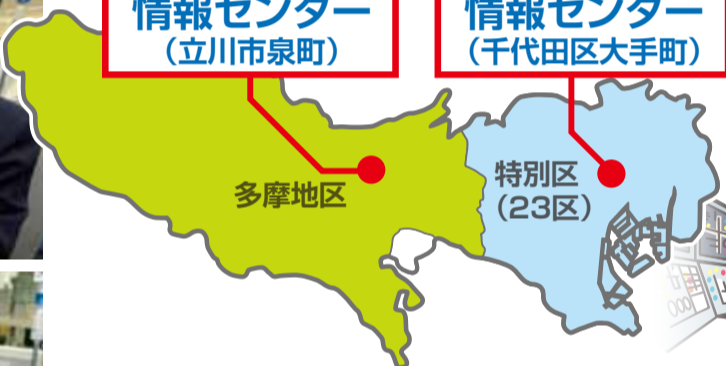 情報センター
（立川市泉町）
情報センター
（千代田区大手町）
多摩地区
特別区
（23区）